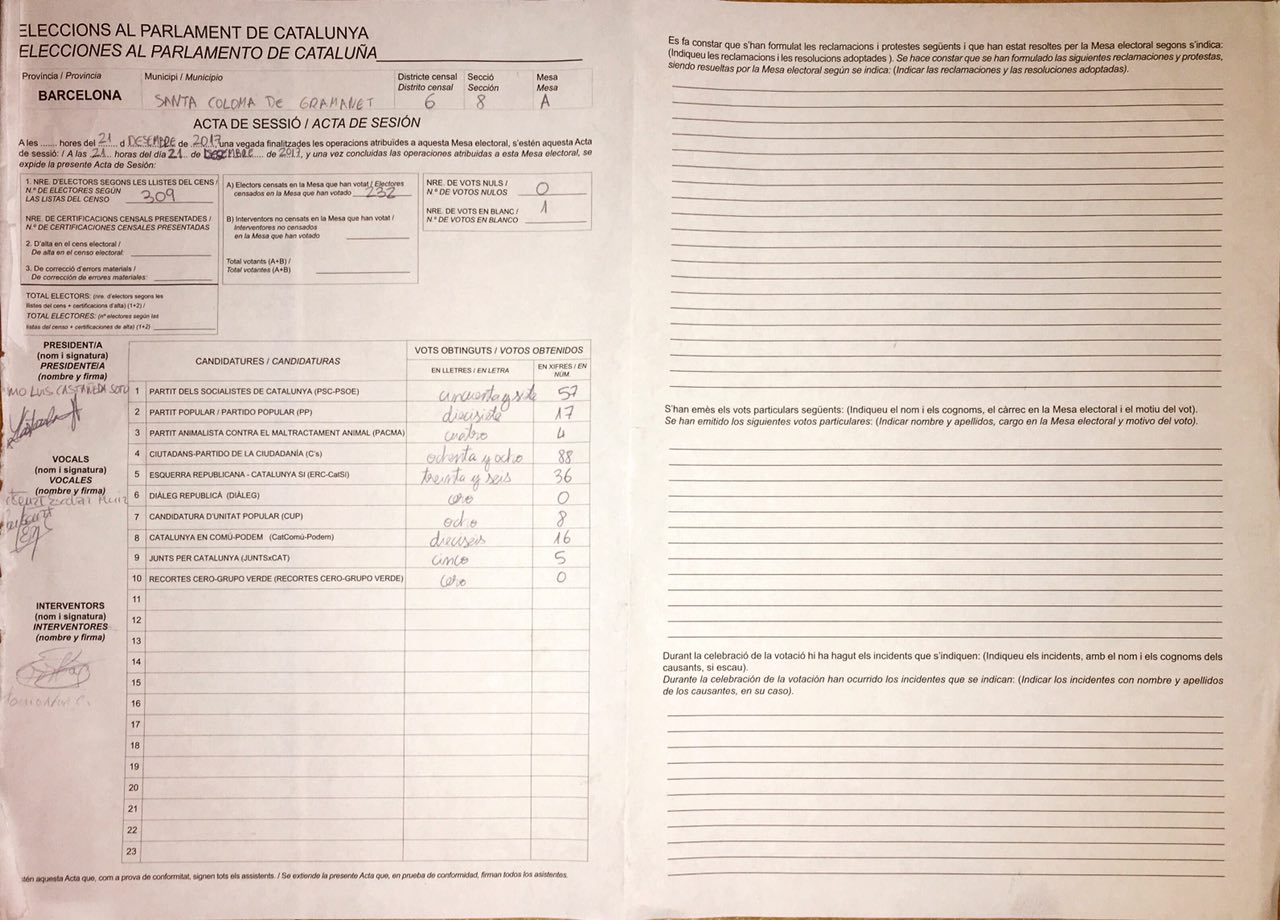 ELECCIONS AL PARLAMENT DE CATALUNYA
ELECCIONES AL PARLAMENTO DE CATALUÑA
Província / Provincia
BARCELONA
Municipi / Municipio
SANTA COLOMA DE GRAMANET
Districte censal
Distrito censal
6
Secció
Sección
8
Mesa
Mesa
A
ACTA DE SESSIÓ / ACTA DE SESIÓN
A les ....... hores del 21 d DESEMBRE de 2017 una vegada finalitzades les operacions atribuïdes a aquesta Mesa electoral, s'estén aquesta Acta
de sessió: / A las 21 horas del día 21 de DESEMBRE de 2017, y una vez concluidas las operaciones atribuidas a esta Mesa electoral, se
expide la presente Acta de Sesión:
1. NRE. D'ELECTORS SEGONS LES LLISTES DEL CENS /
N.º DE ELECTORES SEGÚN
LAS LISTAS DEL CENSO 309
NRE. DE CERTIFICACIONS CENSALS PRESENTADES /
N.º DE CERTIFICACIONES CENSALES PRESENTADAS
2. D'alta en el cens electoral /
De alta en el censo electoral:
3. De correcció d'errors materials /
De corrección de errores materiales:
TOTAL ELECTORS: (nre. d'electors segons les
llistes del cens + certificacions d'alta) (1+2) /
TOTAL ELECTORES: (nº electores según las
listas del censo + certificaciones de alta) (1+2)
A) Electors censats en la Mesa que han votat / Electores
censados en la Mesa que han votado 232
B) Interventors no censats en la Mesa que han votat /
Interventores no censados
en la Mesa que han votado
Total votants (A+B) /
Total votantes (A+B)
NRE. DE VOTS NULS /
N.º DE VOTOS NULOS 0
NRE. DE VOTS EN BLANC /
N.º DE VOTOS EN BLANCO 1
PRESIDENT/A
(nom i signatura)
PRESIDENTE/A
(nombre y firma)
LUIS CASTAÑEDA SOTO
VOCALS
(nom i signatura)
VOCALES
(nombre y firma)
INTERVENTORS
(nom i signatura)
INTERVENTORES
(nombre y firma)
CANDIDATURES / CANDIDATURAS
VOTS OBTINGUTS / VOTOS OBTENIDOS
EN LLETRES / EN LETRA
EN XIFRES / EN NÚM.
1 PARTIT DELS SOCIALISTES DE CATALUNYA (PSC-PSOE) cincuenta y siete 57
2 PARTIT POPULAR / PARTIDO POPULAR (PP) diecisiete 17
3 PARTIT ANIMALISTA CONTRA EL MALTRACTAMENT ANIMAL (PACMA) cuatro 4
4 CIUTADANS-PARTIDO DE LA CIUDADANÍA (C's) ochenta y ocho 88
5 ESQUERRA REPUBLICANA - CATALUNYA SÍ (ERC-CatSí) treinta y seis 36
6 DIÀLEG REPUBLICÀ (DIÀLEG) cero 0
7 CANDIDATURA D'UNITAT POPULAR (CUP) ocho 8
8 CATALUNYA EN COMÚ-PODEM (CatComú-Podem) dieciseis 16
9 JUNTS PER CATALUNYA (JUNTSxCAT) cinco 5
10 RECORTES CERO-GRUPO VERDE (RECORTES CERO-GRUPO VERDE) cero 0
11
12
13
14
15
16
17
18
19
20
21
22
23
aquesta Acta que, com a prova de conformitat, signen tots els assistents. / Se extiende la presente Acta que, en prueba de conformidad, firman todos los asistentes.
Es fa constar que s'han formulat les reclamacions i protestes següents i que han estat resoltes per la Mesa electoral segons s'indica:
(Indiqueu les reclamacions i les resolucions adoptades ). Se hace constar que se han formulado las siguientes reclamaciones y protestas,
siendo resueltas por la Mesa electoral según se indica: (Indicar las reclamaciones y las resoluciones adoptadas).
S'han emès els vots particulars següents: (Indiqueu el nom i els cognoms, el càrrec en la Mesa electoral i el motiu del vot).
Se han emitido los siguientes votos particulares: (Indicar nombre y apellidos, cargo en la Mesa electoral y motivo del voto).
Durant la celebració de la votació hi ha hagut els incidents que s'indiquen: (Indiqueu els incidents, amb el nom i els cognoms dels
causants, si escau).
Durante la celebración de la votación han ocurrido los incidentes que se indican: (Indicar los incidentes con nombre y apellidos
de los causantes, en su caso).